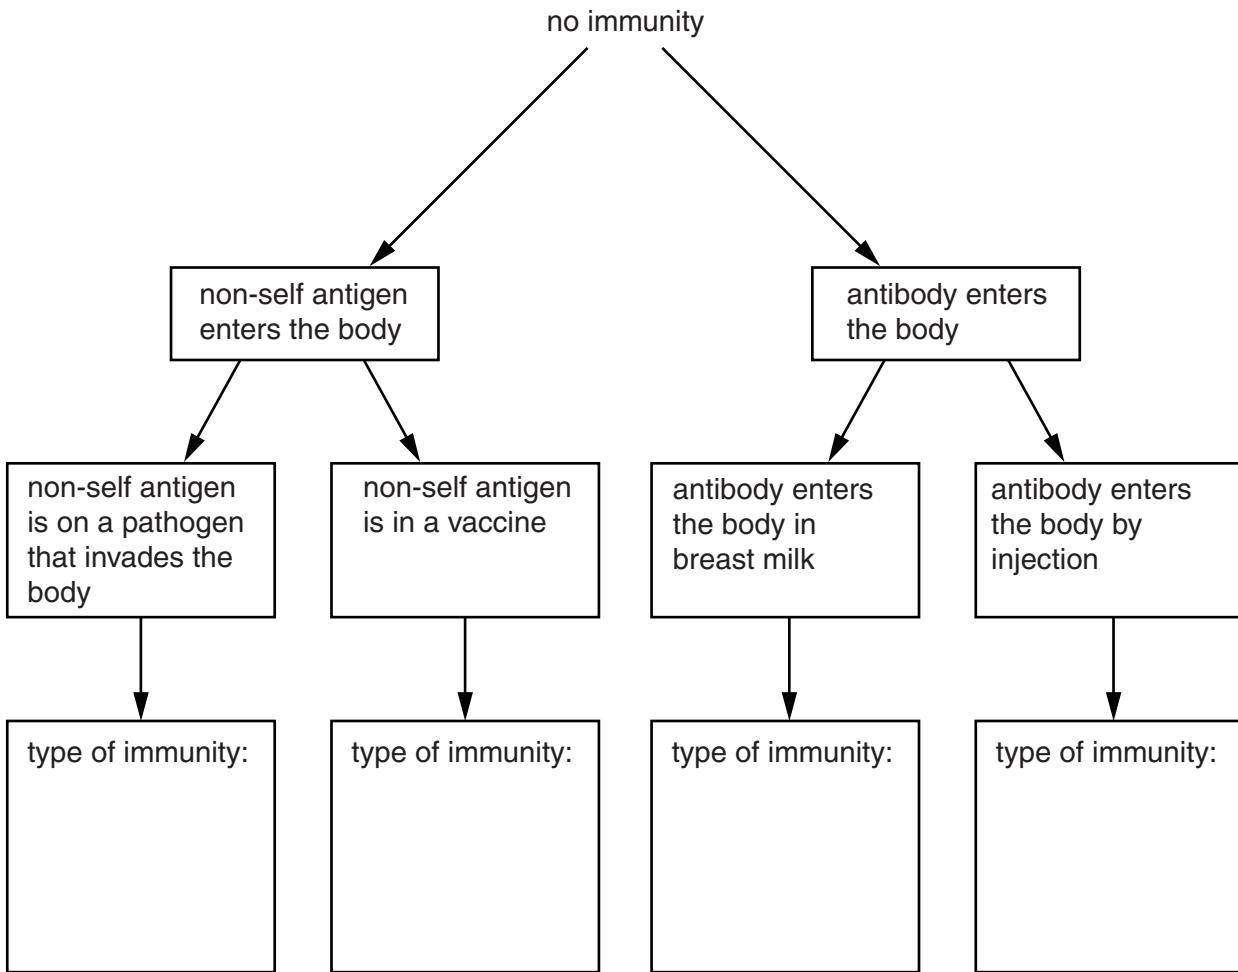 no immunity
non-self antigen
enters the body
antibody enters
the body
non-self antigen
is on a pathogen
that invades the
body
non-self antigen
is in a vaccine
antibody enters
the body in
breast milk
antibody enters
the body by
injection
type of immunity:
type of immunity:
type of immunity:
type of immunity: